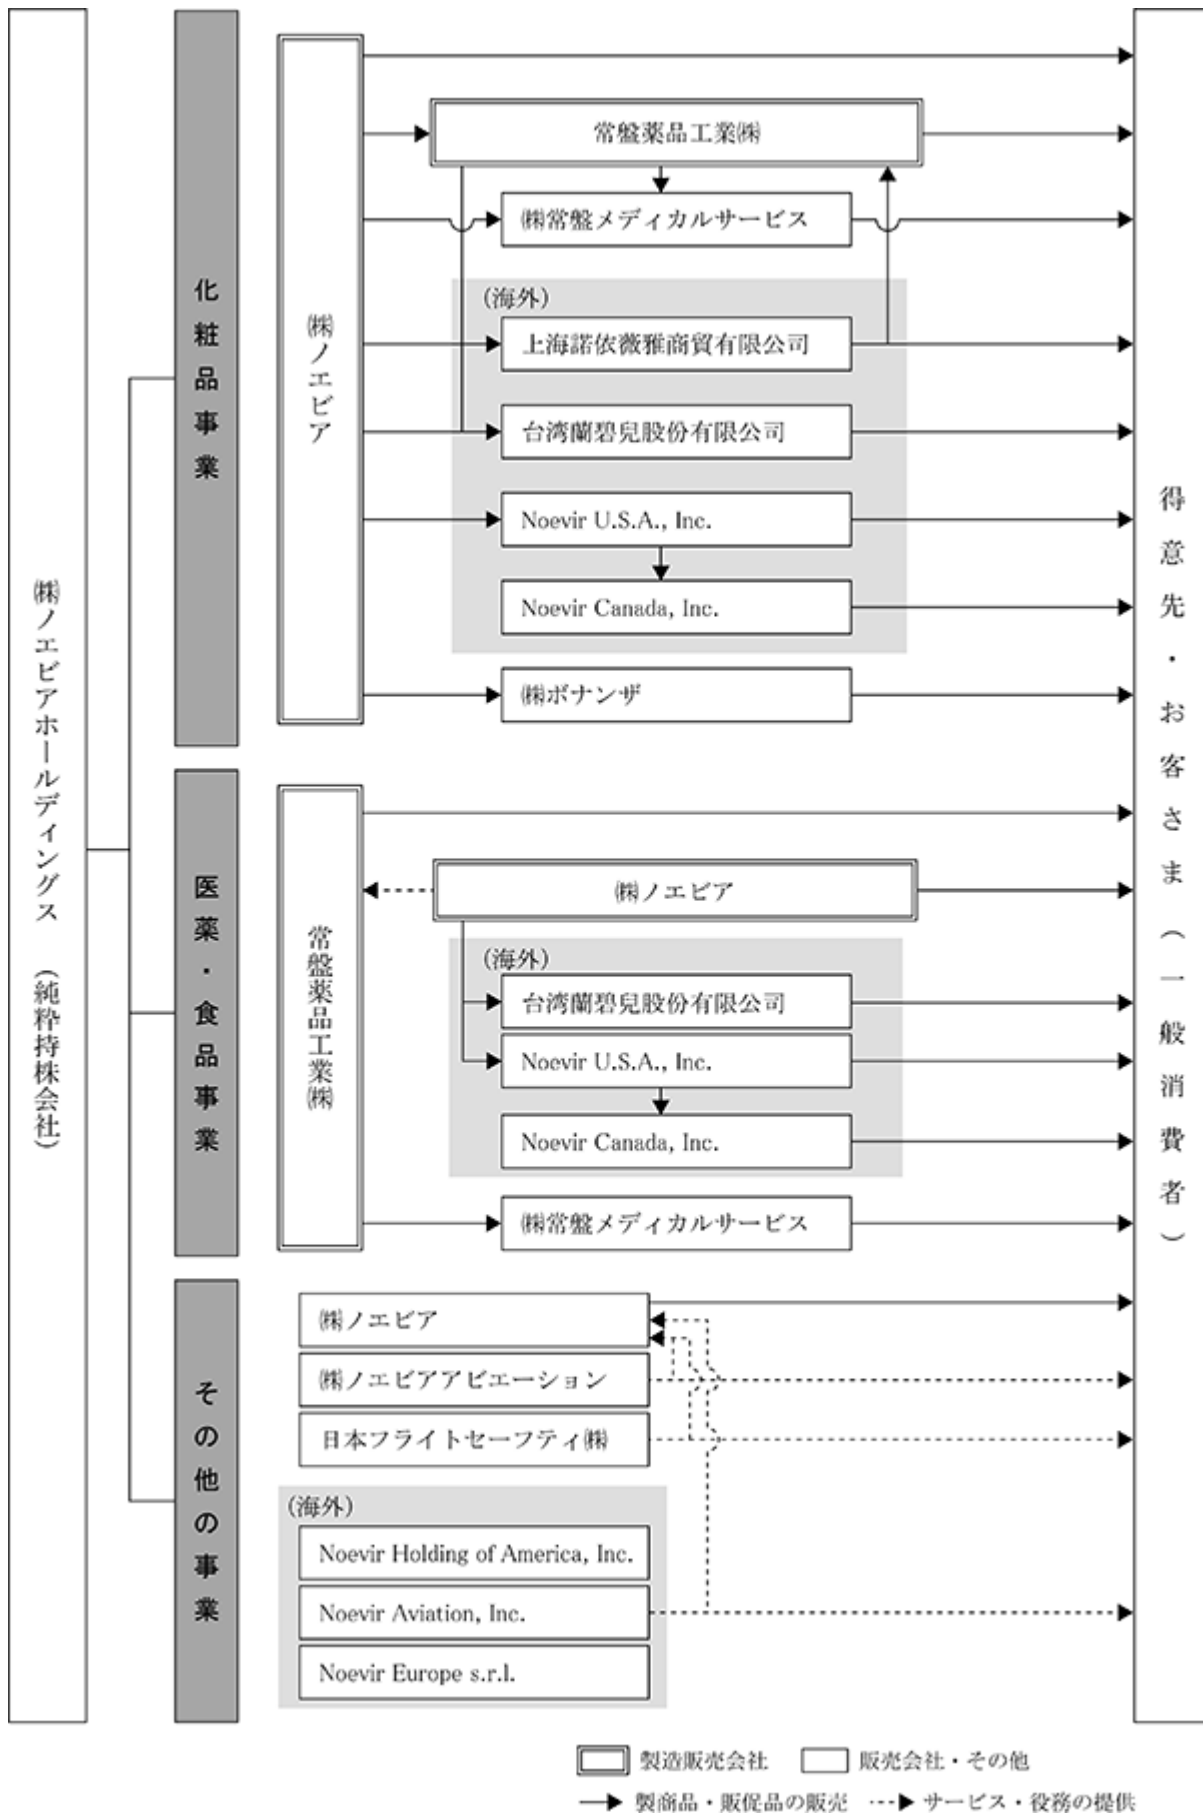 ㈱ノエビアホールディングス (純粋持株会社)
化粧品事業
㈱ノエビア
常盤薬品工業㈱
㈱常盤メディカルサービス
(海外)
上海諾依薇雅商貿有限公司
台湾蘭碧兒股份有限公司
Noevir U.S.A., Inc.
Noevir Canada, Inc.
㈱ボナンザ
医薬・食品事業
常盤薬品工業㈱
㈱ノエビア
(海外)
台湾蘭碧兒股份有限公司
Noevir U.S.A., Inc.
Noevir Canada, Inc.
㈱常盤メディカルサービス
その他の事業
㈱ノエビア
㈱ノエビアアビエーション
日本フライトセーフティ㈱
(海外)
Noevir Holding of America, Inc.
Noevir Aviation, Inc.
Noevir Europe s.r.l.
得意先・お客さま(一般消費者)
製造販売会社
販売会社・その他
製商品・販促品の販売
サービス・役務の提供